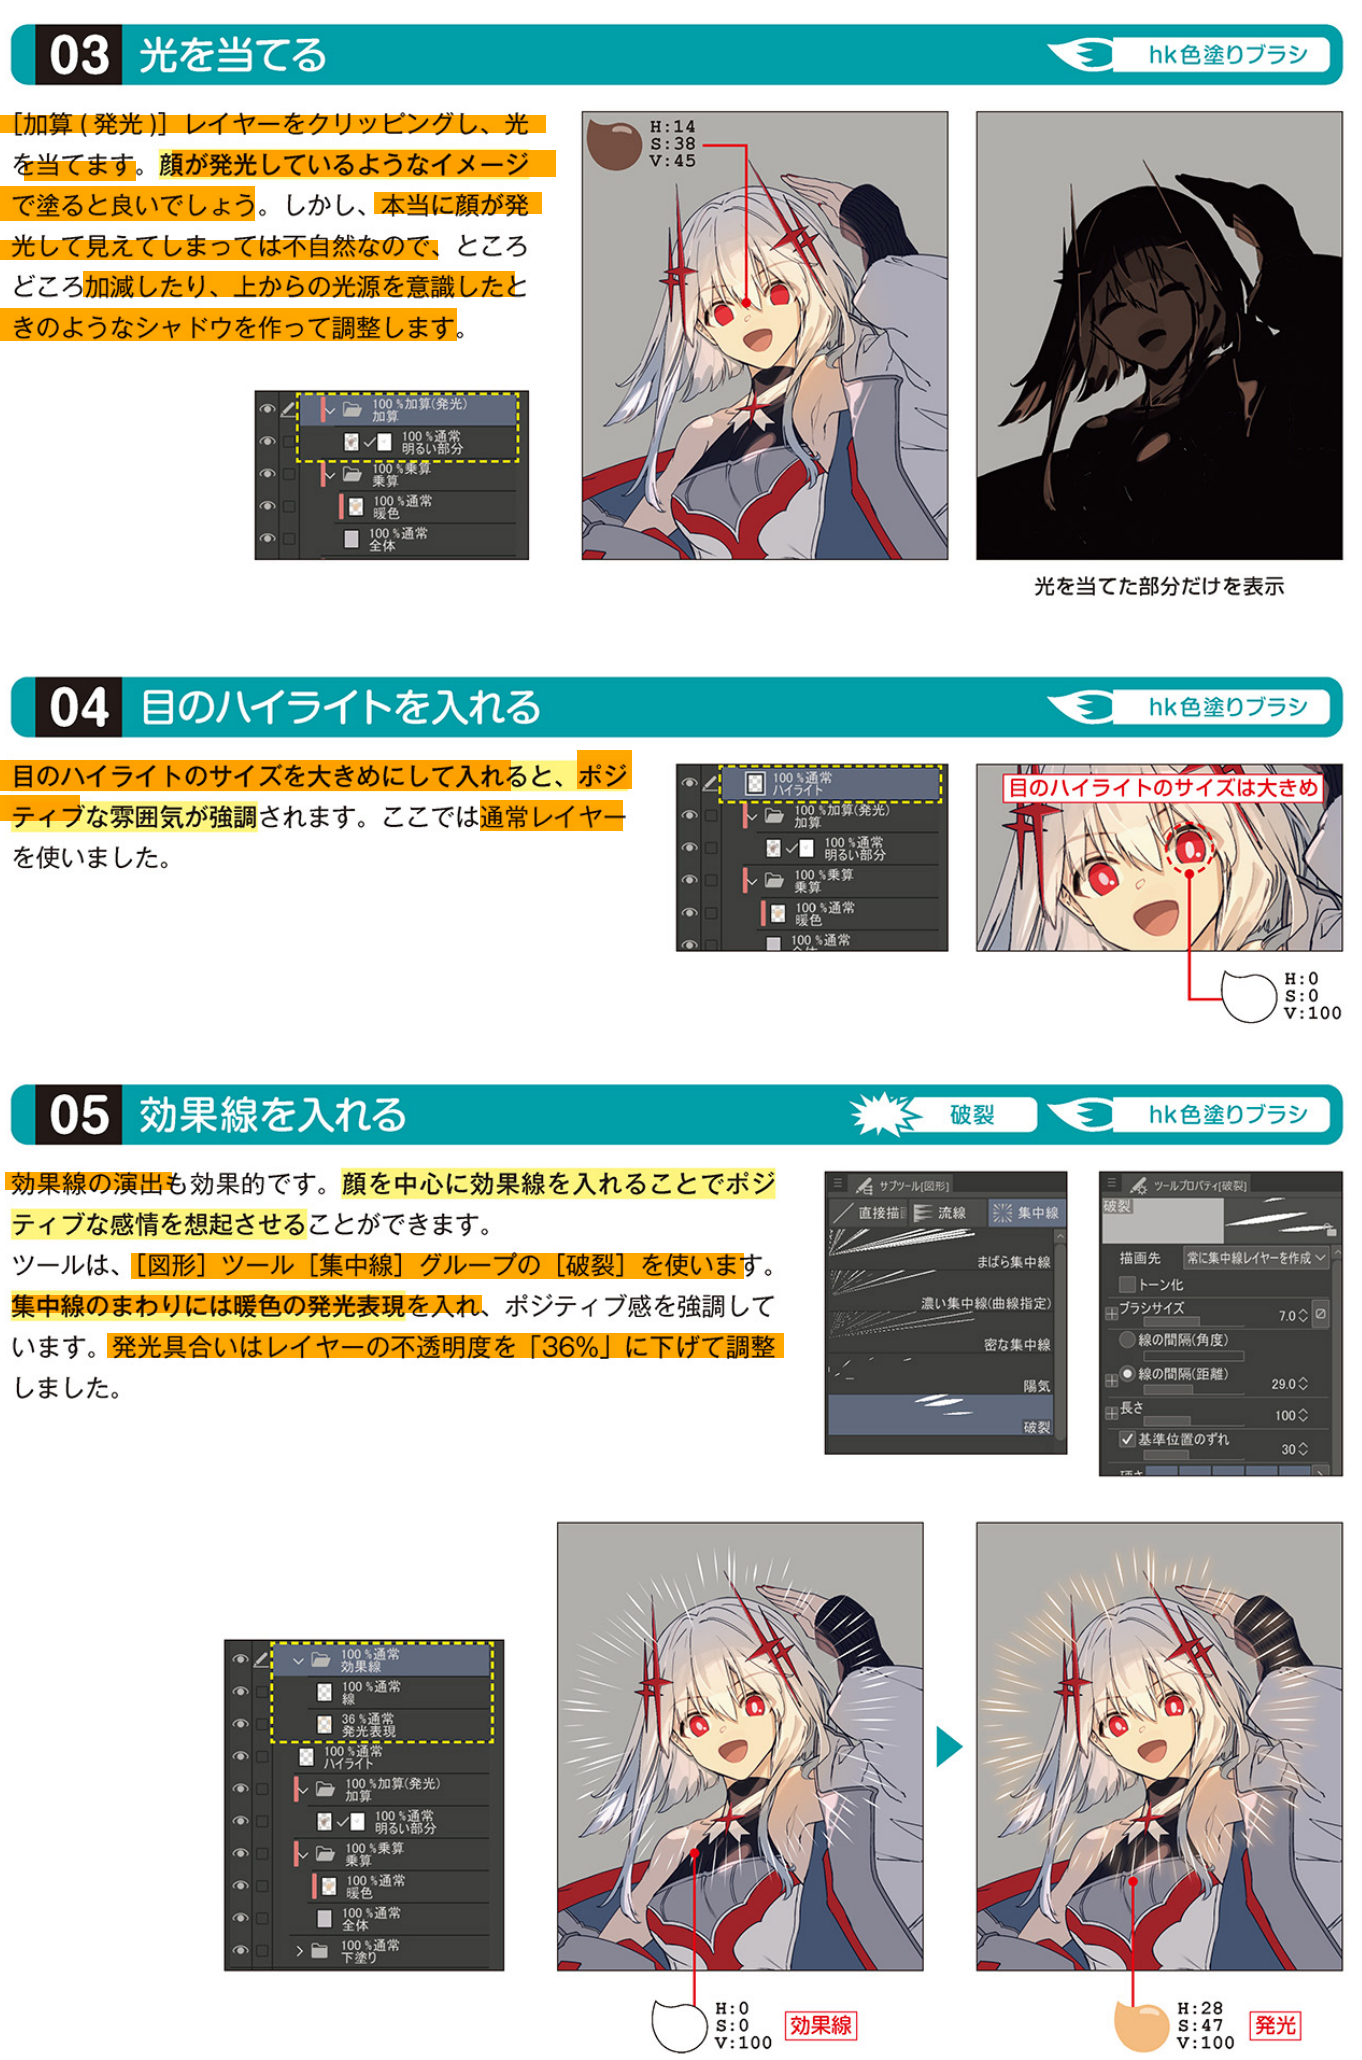 03 光を当てる
hk色塗りブラシ
［加算 ( 発光 )］レイヤーをクリッピングし、光
を当てます。顔が発光しているようなイメージ
で塗ると良いでしょう。しかし、本当に顔が発
光して見えてしまっては不自然なので、ところ
どころ加減したり、上からの光源を意識したと
きのようなシャドウを作って調整します。
100 %加算(発光)
加算
100 %通常
明るい部分
100 %乗算
乗算
100 %通常
暖色
100 %通常
全体
H:14
S:38
V:45
光を当てた部分だけを表示
04 目のハイライトを入れる
hk色塗りブラシ
目のハイライトのサイズを大きめにして入れると、ポジ
ティブな雰囲気が強調されます。ここでは通常レイヤー
を使いました。
100 %通常
ハイライト
100 %加算(発光)
加算
100 %通常
明るい部分
100 %乗算
乗算
100 %通常
暖色
100 %通常
目のハイライトのサイズは大きめ
H:0
S:0
V:100
05 効果線を入れる
破裂
hk色塗りブラシ
効果線の演出も効果的です。顔を中心に効果線を入れることでポジ
ティブな感情を想起させることができます。
ツールは、［図形］ツール［集中線］グループの［破裂］を使います。
集中線のまわりには暖色の発光表現を入れ、ポジティブ感を強調して
います。発光具合いはレイヤーの不透明度を「36%」に下げて調整
しました。
サブツール[図形]
直接描
流線
集中線
まばら集中線
濃い集中線(曲線指定)
密な集中線
陽気
破裂
ツールプロパティ[破裂]
破裂
描画先 常に集中線レイヤーを作成
トーン化
ブラシサイズ 7.0
線の間隔(角度)
線の間隔(距離) 29.0
長さ 100
基準位置のずれ 30
100 %通常
効果線
100 %通常
線
36 %通常
発光表現
100 %通常
ハイライト
100 %加算(発光)
加算
100 %通常
明るい部分
100 %乗算
乗算
100 %通常
暖色
100 %通常
全体
100 %通常
下塗り
H:0
S:0
V:100
効果線
H:28
S:47
V:100
発光